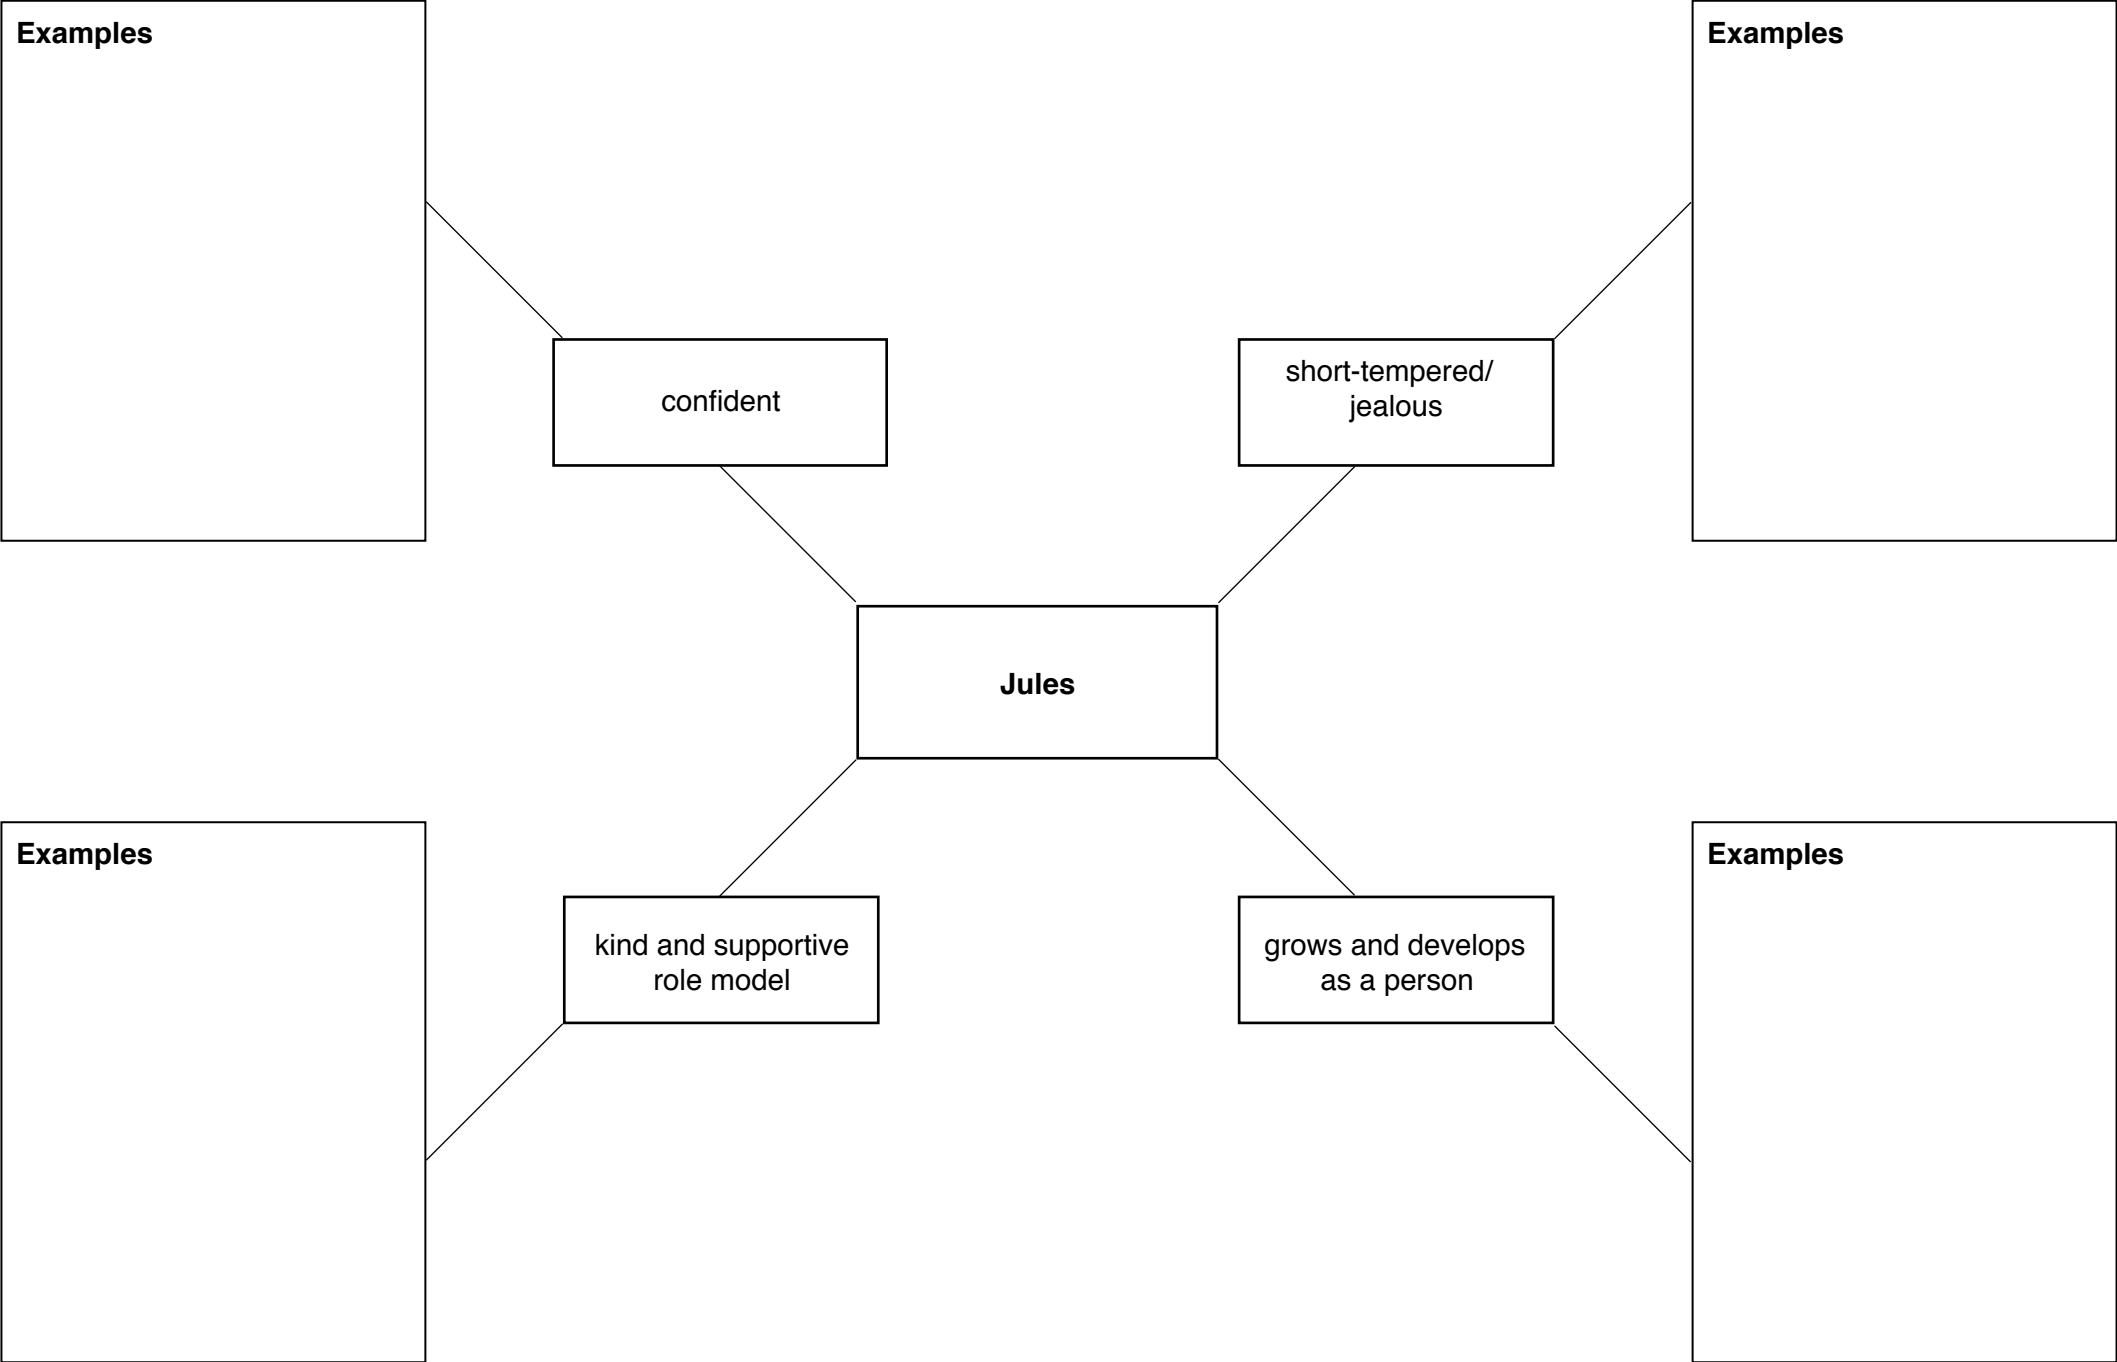 Examples
Examples
confident
short-tempered/
jealous
Jules
Examples
Examples
kind and supportive
role model
grows and develops
as a person